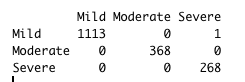 Mild Moderate Severe
Mild 1113 0 1
Moderate 0 368 0
Severe 0 0 268